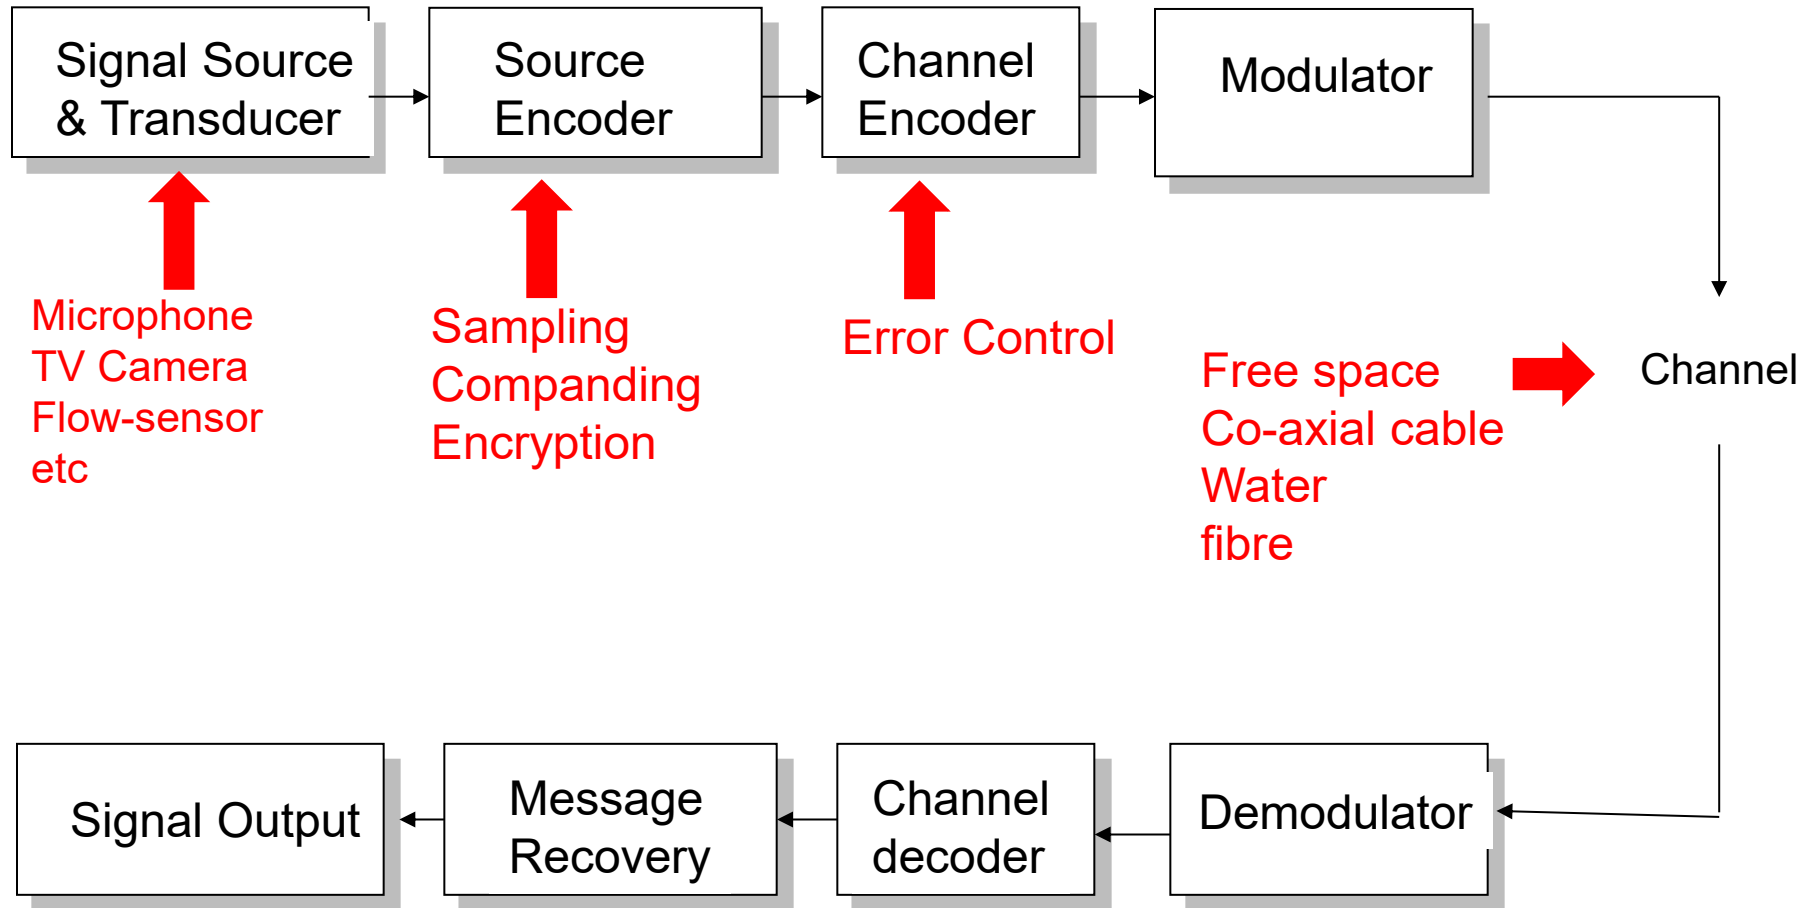 Signal Source
& Transducer
Source
Encoder
Channel
Encoder
Modulator
Microphone
TV Camera
Flow-sensor
etc
Sampling
Companding
Encryption
Error Control
Free space
Co-axial cable
Water
fibre
Channel
Signal Output
Message
Recovery
Channel
decoder
Demodulator